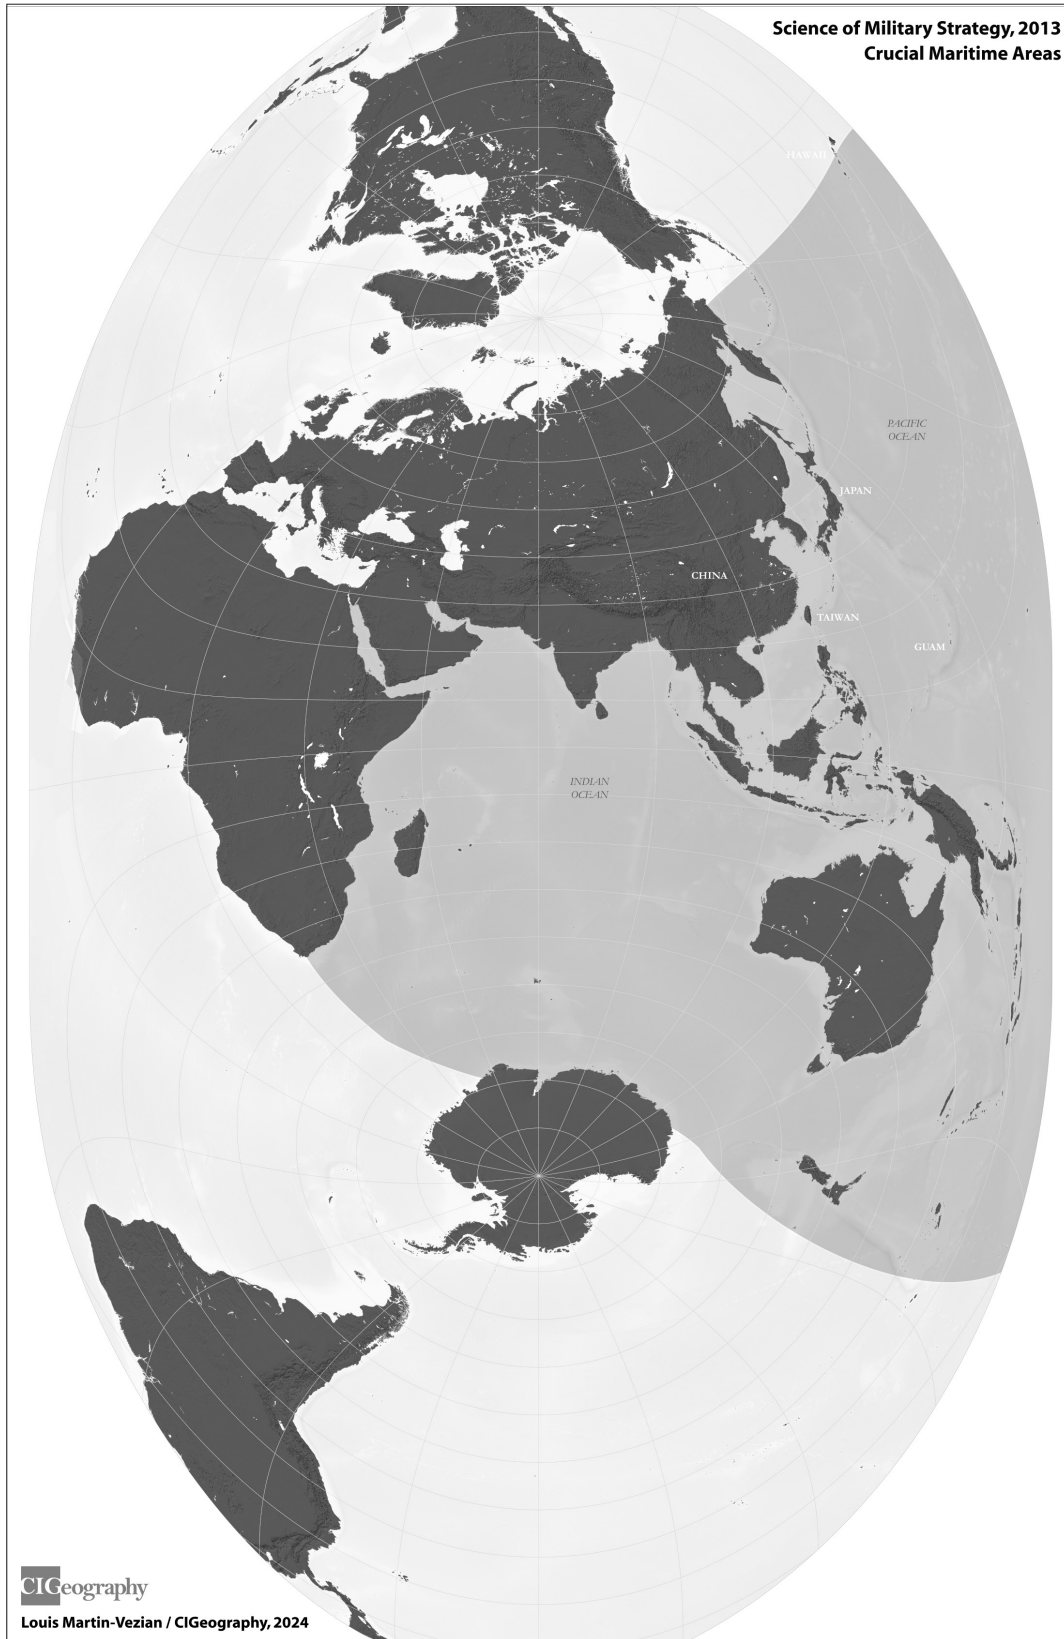 Science of Military Strategy, 2013
Crucial Maritime Areas
HAWAII
PACIFIC
OCEAN
JAPAN
CHINA
TAIWAN
GUAM
INDIAN
OCEAN
CIGeography
Louis Martin-Vezian / CIGeography, 2024